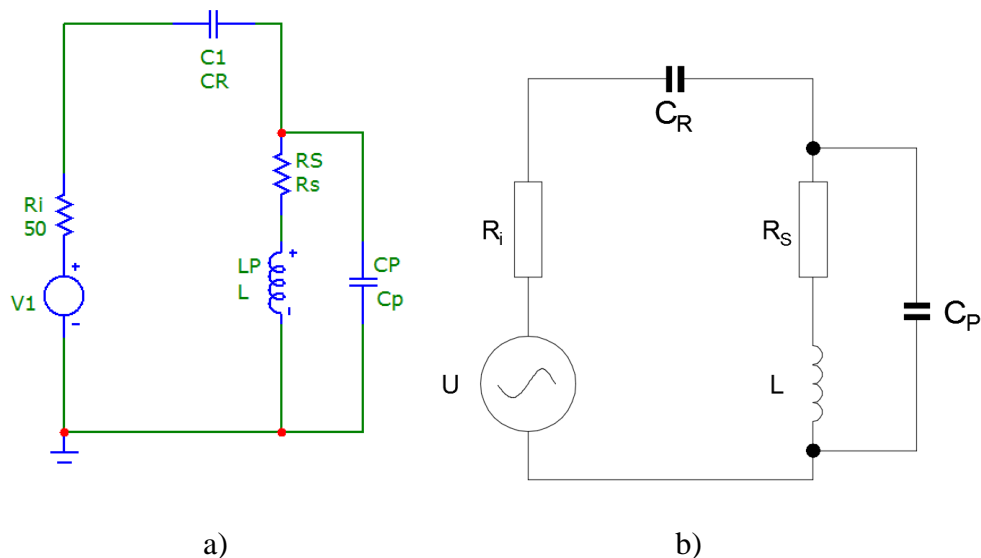 C1
CR
RS
Rs
Ri
50
+
V1
-
LP
L
+
-
CP
Cp
a)
CR
Ri
RS
U
L
CP
b)